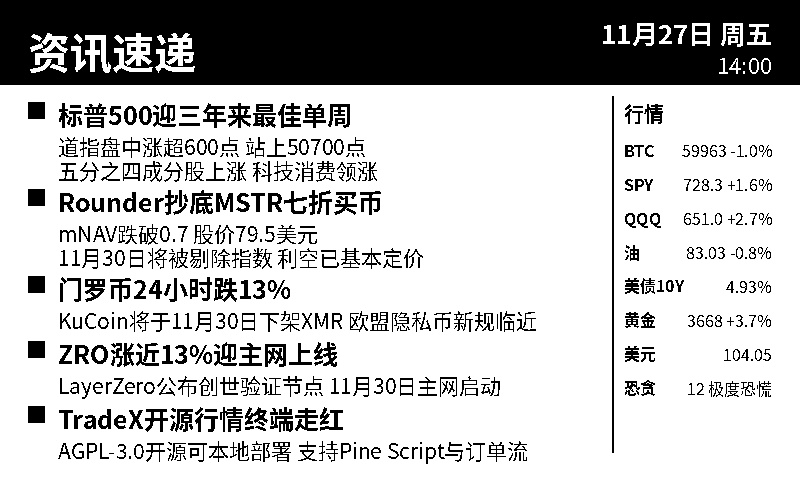 资讯速递
11月27日 周五
14:00
标普500迎三年来最佳单周
道指盘中涨超600点 站上50700点
五分之四成分股上涨 科技消费领涨
Rounder抄底MSTR七折买币
mNAV跌破0.7 股价79.5美元
11月30日将被剔除指数 利空已基本定价
门罗币24小时跌13%
KuCoin将于11月30日下架XMR 欧盟隐私币新规临近
ZRO涨近13%迎主网上线
LayerZero公布创世验证节点 11月30日主网启动
TradeX开源行情终端走红
AGPL-3.0开源可本地部署 支持Pine Script与订单流
行情
BTC 59963 -1.0%
SPY 728.3 +1.6%
QQQ 651.0 +2.7%
油 83.03 -0.8%
美债10Y 4.93%
黄金 3668 +3.7%
美元 104.05
恐贪 12 极度恐慌